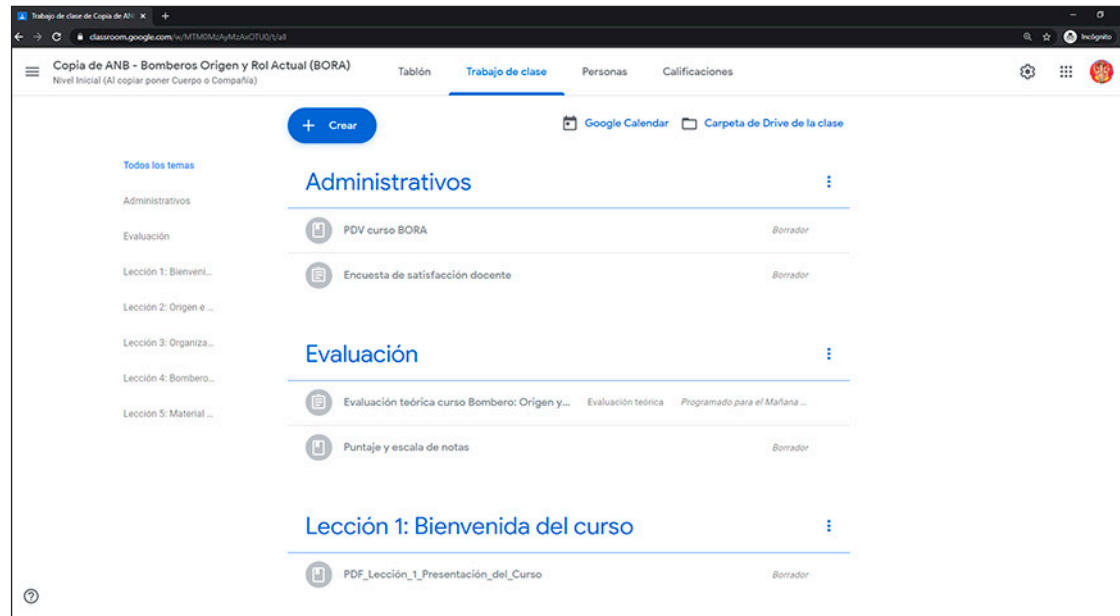 Trabajo de clase de Copia de AN
classroom.google.com/w/MTM0MzAyMzAxOTU0/t/all
Incógnito
Copia de ANB - Bomberos Origen y Rol Actual (BORA)
Nivel Inicial (Al copiar poner Cuerpo o Compañía)
Tablón
Trabajo de clase
Personas
Calificaciones
Crear
Google Calendar
Carpeta de Drive de la clase
Todos los temas
Administrativos
Evaluación
Lección 1: Bienveni...
Lección 2: Origen e ...
Lección 3: Organiza...
Lección 4: Bombero...
Lección 5: Material ...
Administrativos
PDV curso BORA Borrador
Encuesta de satisfacción docente Borrador
Evaluación
Evaluación teórica curso Bombero: Origen y... Evaluación teórica Programado para el Mañana ...
Puntaje y escala de notas Borrador
Lección 1: Bienvenida del curso
PDF_Lección_1_Presentación_del_Curso Borrador